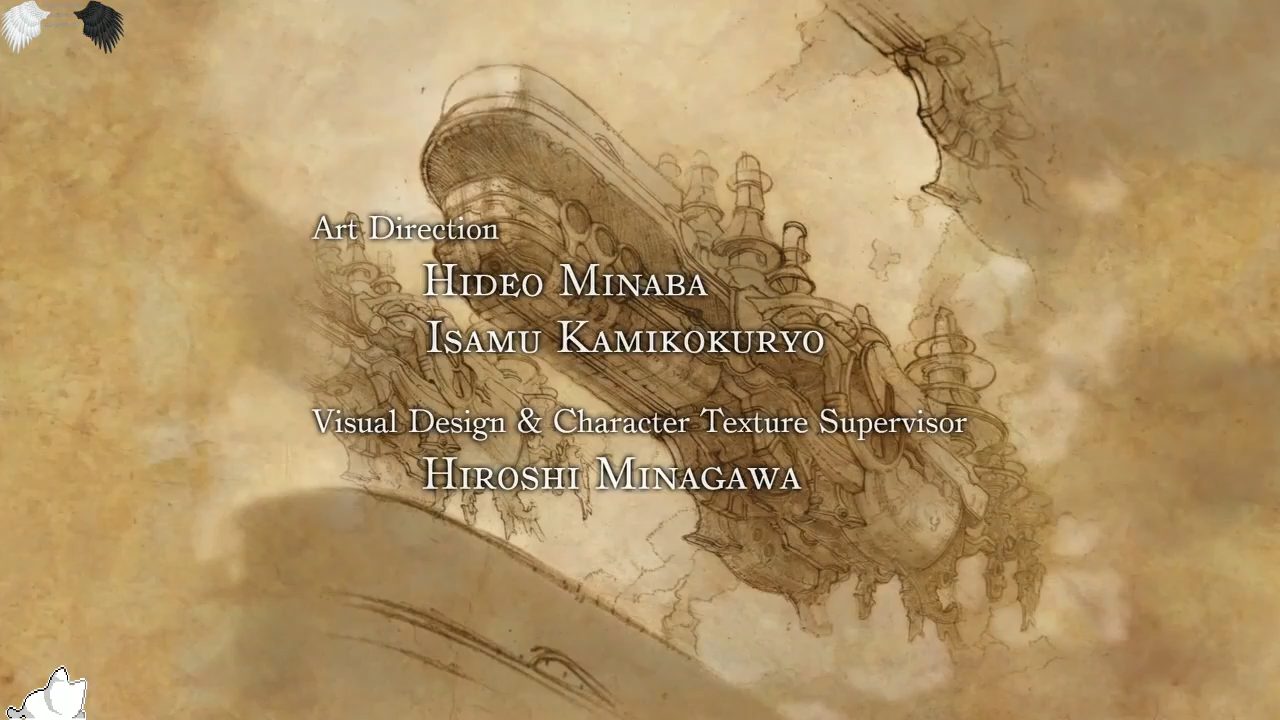 Art Direction
Hideo Minaba
Isamu Kamikokuryo
Visual Design & Character Texture Supervisor
Hiroshi Minagawa